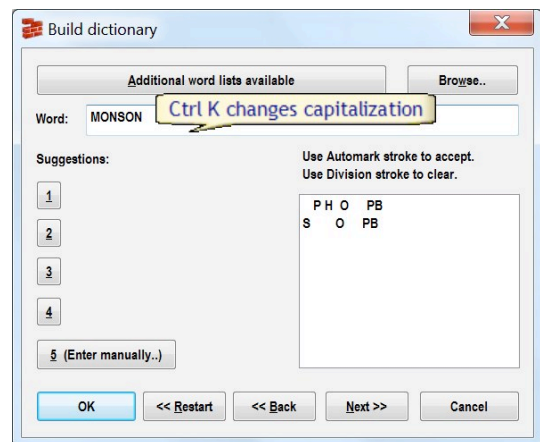 Build dictionary
X
Additional word lists available
Browse..
Word: MONSON
Ctrl K changes capitalization
Suggestions:
Use Automark stroke to accept.
Use Division stroke to clear.
1
2
3
4
5 (Enter manually..)
P H O PB
S O PB
OK << Restart << Back Next >> Cancel